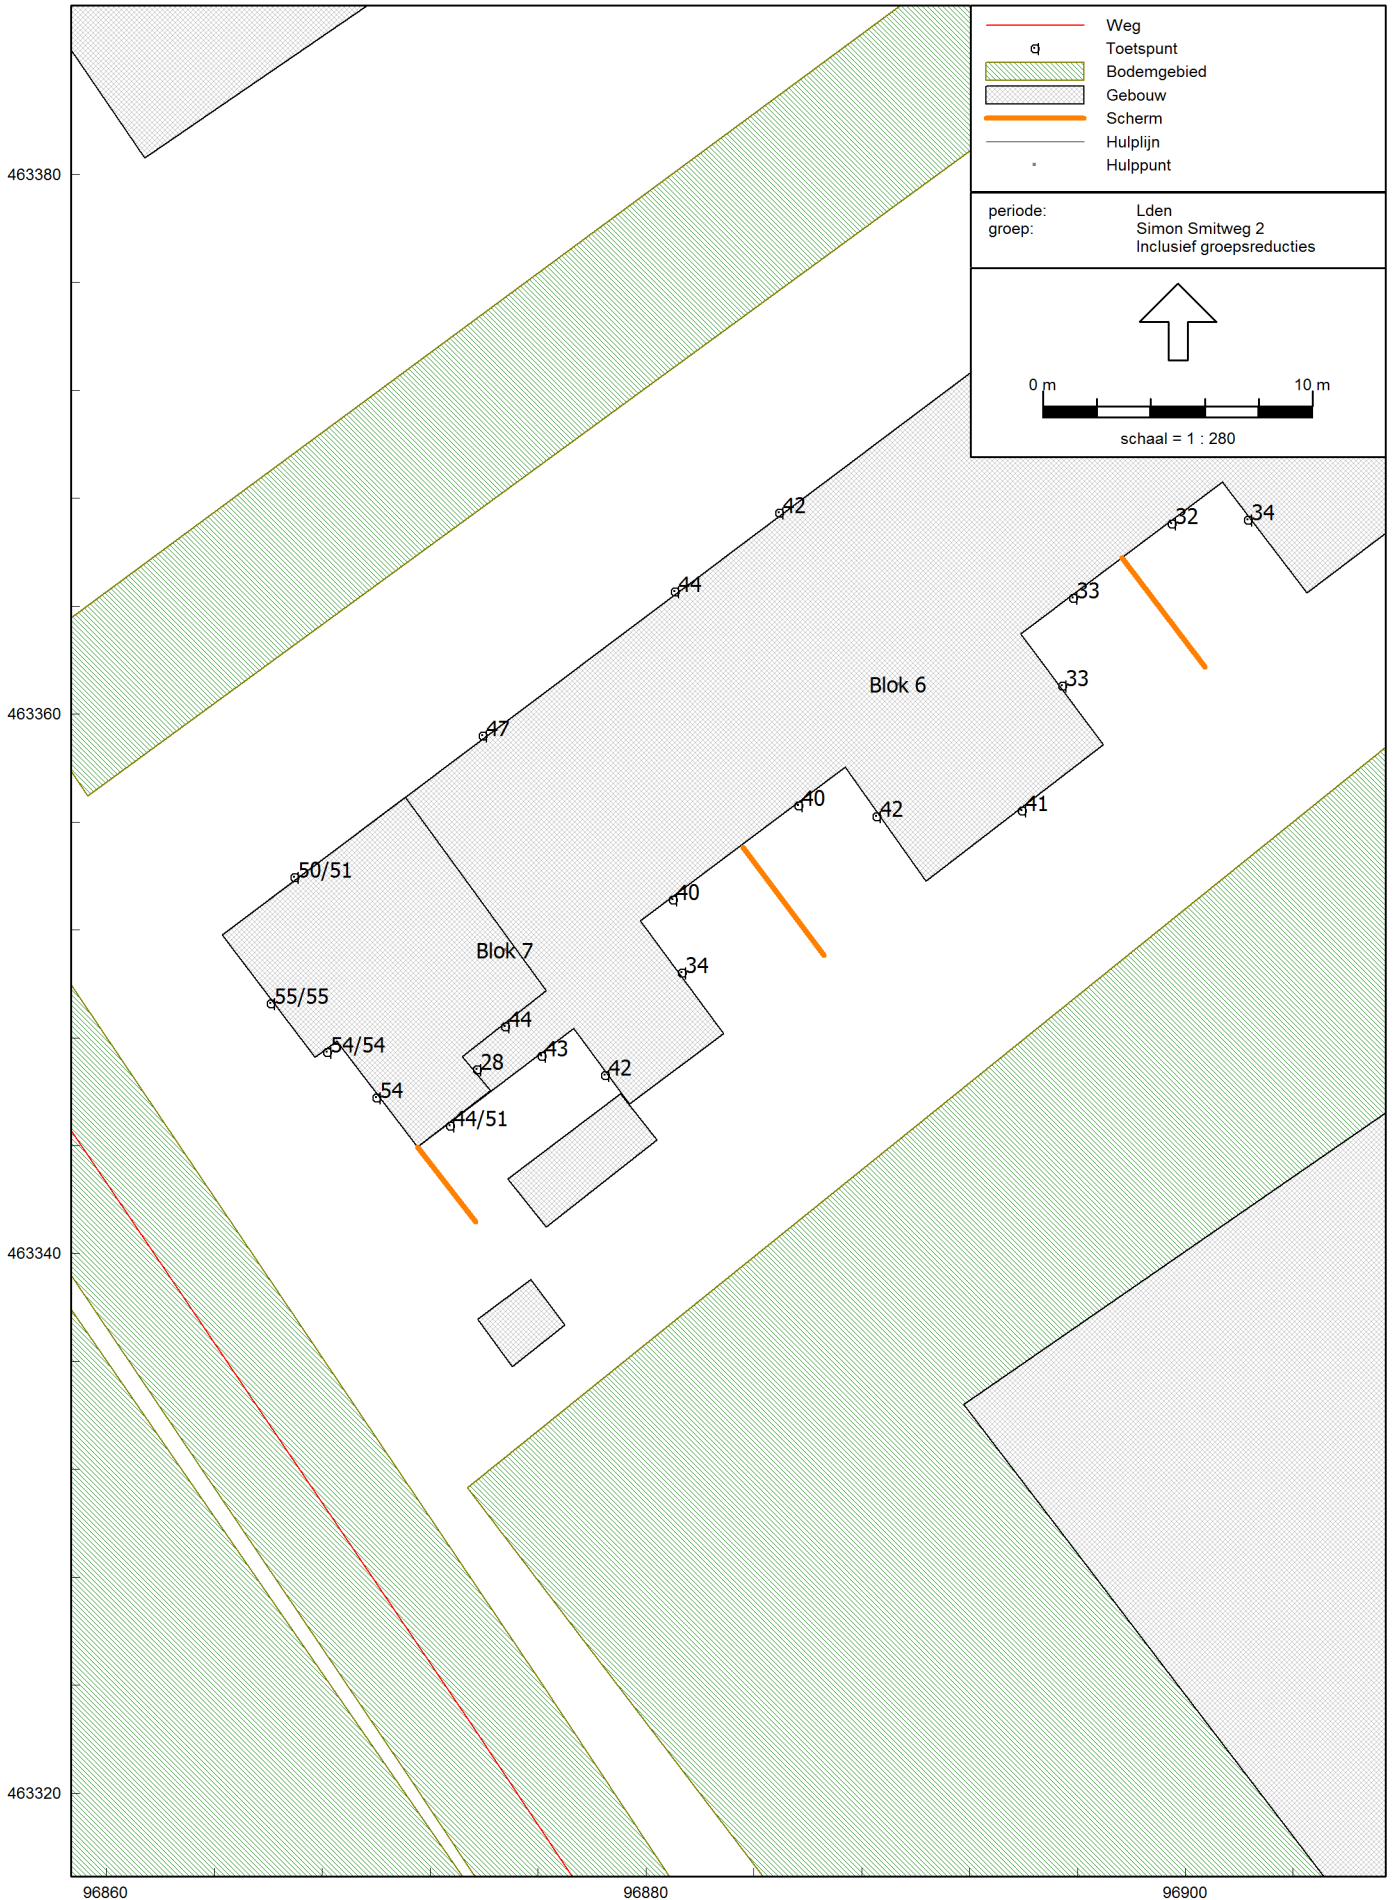 Weg
Toetspunt
Bodemgebied
Gebouw
Scherm
Hulplijn
Hulppunt
periode: Lden
groep: Simon Smitweg 2
Inclusief groepsreducties
0 m 10 m
schaal = 1 : 280
463380
42
32
34
44
33
Blok 6
33
463360
47
40
41
42
50/51
40
Blok 7
34
55/55
44
54/54
43
28
42
54
44/51
463340
463320
96860 96880 96900